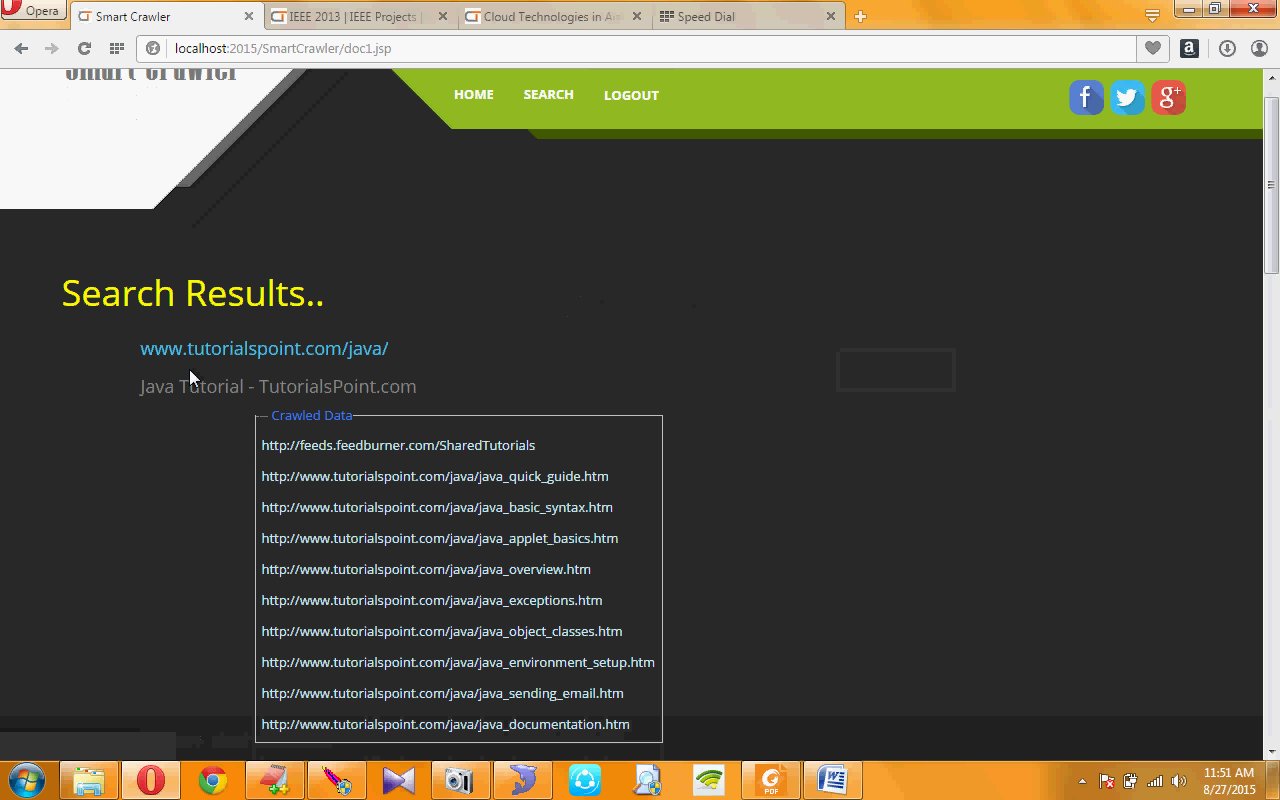 Opera
Smart Crawler
IEEE 2013 | IEEE Projects |
Cloud Technologies in
Speed Dial
localhost:2015/SmartCrawler/doc1.jsp
Smart Crawler
HOME SEARCH LOGOUT
Search Results..
www.tutorialspoint.com/java/
Java Tutorial - TutorialsPoint.com
Crawled Data
http://feeds.feedburner.com/SharedTutorials
http://www.tutorialspoint.com/java/java_quick_guide.htm
http://www.tutorialspoint.com/java/java_basic_syntax.htm
http://www.tutorialspoint.com/java/java_applet_basics.htm
http://www.tutorialspoint.com/java/java_overview.htm
http://www.tutorialspoint.com/java/java_exceptions.htm
http://www.tutorialspoint.com/java/java_object_classes.htm
http://www.tutorialspoint.com/java/java_environment_setup.htm
http://www.tutorialspoint.com/java/java_sending_email.htm
http://www.tutorialspoint.com/java/java_documentation.htm
PDF
11:51 AM
8/27/2015